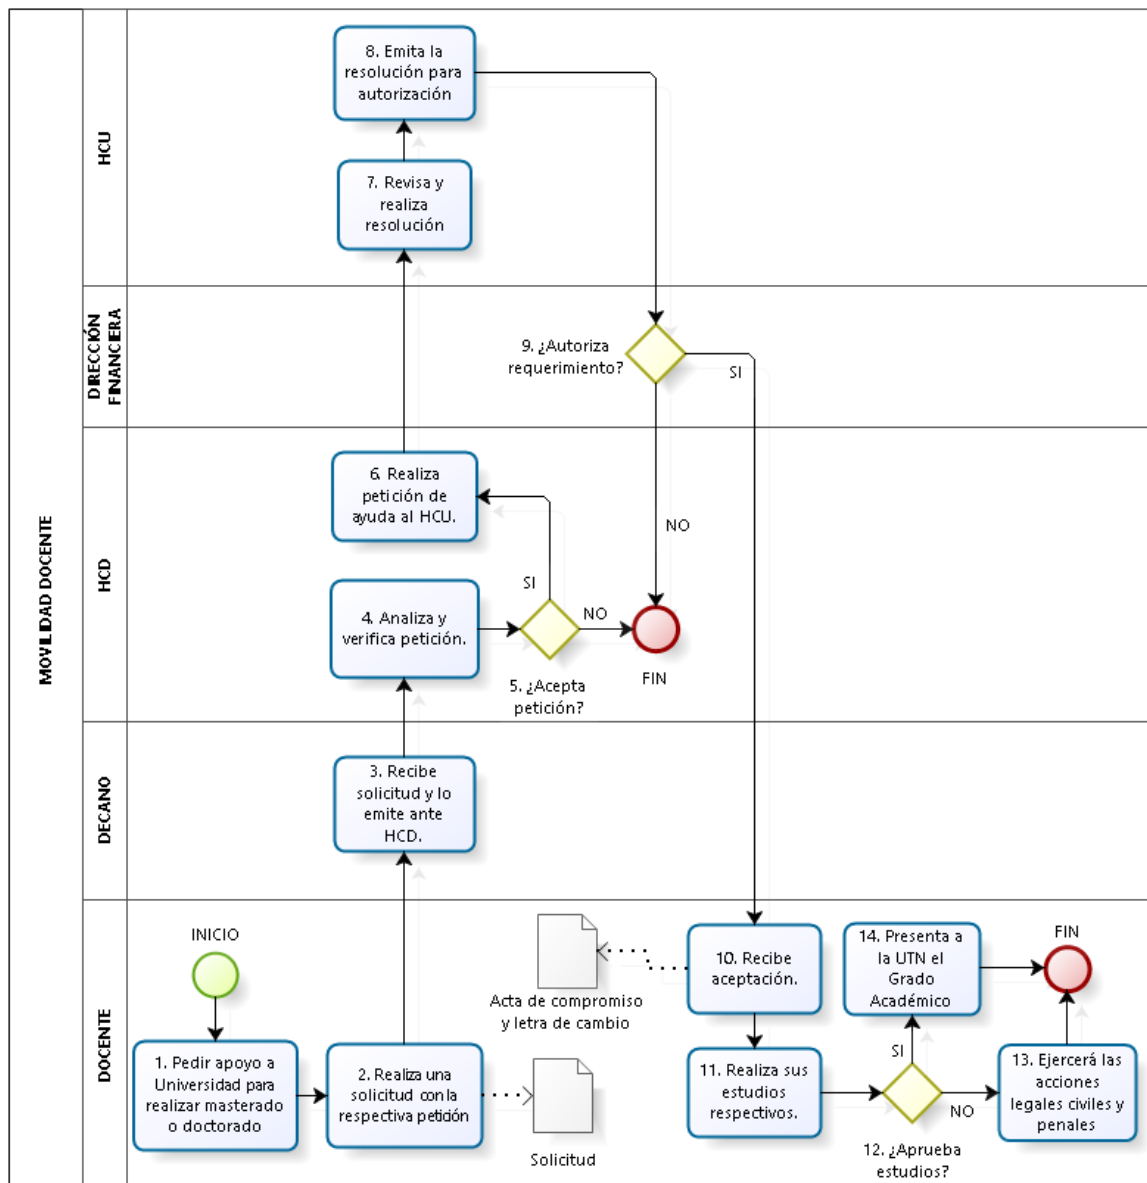 MOVILIDAD DOCENTE
HCU
8. Emita la
resolución para
autorización
7. Revisa y
realiza
resolución
DIRECCIÓN
FINANCIERA
9. ¿Autoriza
requerimiento?
SI
NO
HCD
6. Realiza
petición de
ayuda al HCU.
SI
4. Analiza y
verifica petición.
NO
5. ¿Acepta
petición?
FIN
DECANO
3. Recibe
solicitud y lo
emite ante
HCD.
DOCENTE
INICIO
1. Pedir apoyo a
Universidad para
realizar masterado
o doctorado
2. Realiza una
solicitud con la
respectiva petición
Solicitud
Acta de compromiso
y letra de cambio
10. Recibe
aceptación.
11. Realiza sus
estudios
respectivos.
14. Presenta a
la UTN el
Grado
Académico
FIN
SI
NO
12. ¿Aprueba
estudios?
13. Ejercerá las
acciones
legales civiles y
penales